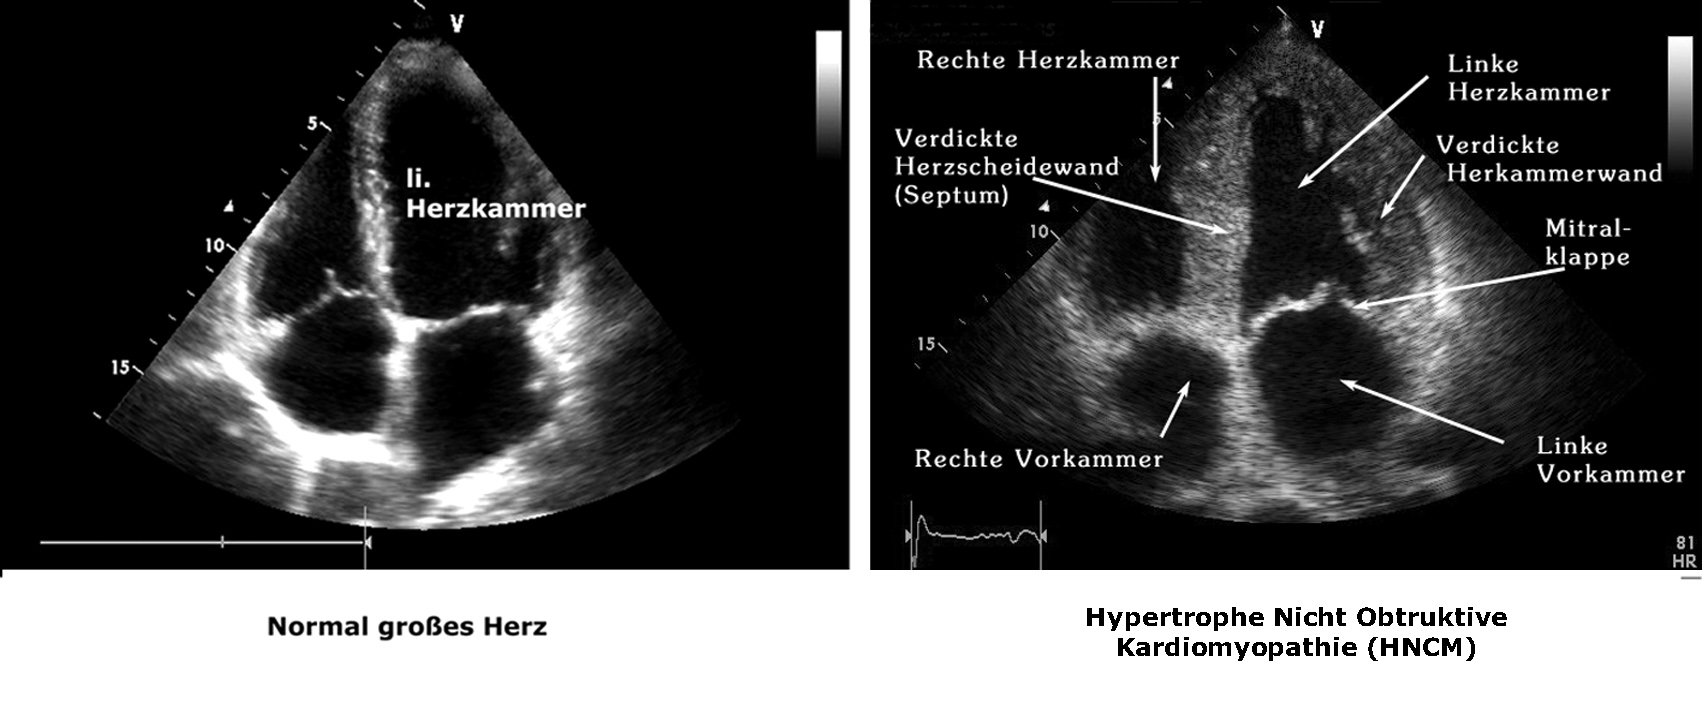 V
5
li.
Herzkammer
10
15
Normal großes Herz
V
Rechte Herzkammer
Linke
Herzkammer
5
Verdickte
Herzscheidewand
(Septum)
Verdickte
Herkammerwand
10
Mitral-
klappe
15
Rechte Vorkammer
Linke
Vorkammer
81
HR
Hypertrophe Nicht Obtruktive
Kardiomyopathie (HNCM)